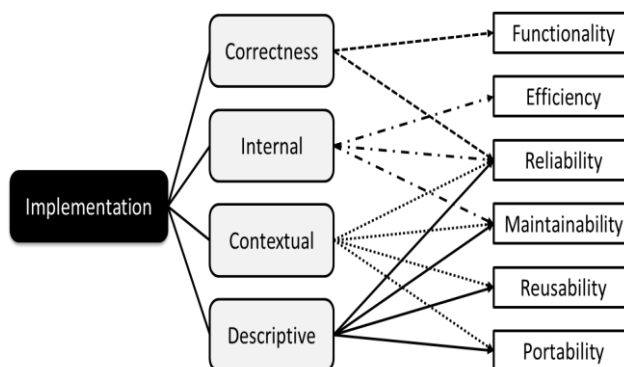 Implementation
Correctness
Internal
Contextual
Descriptive
Functionality
Efficiency
Reliability
Maintainability
Reusability
Portability